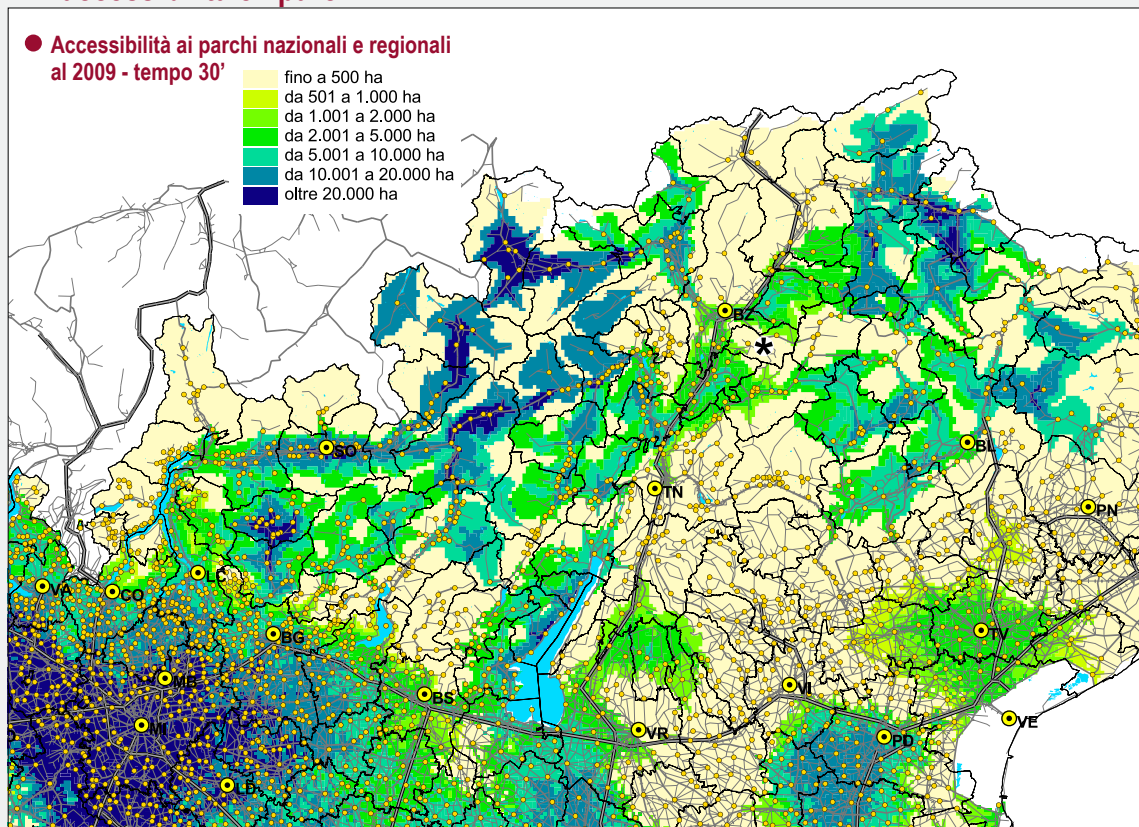 ● Accessibilità ai parchi nazionali e regionali
al 2009 - tempo 30'
fino a 500 ha
da 501 a 1.000 ha
da 1.001 a 2.000 ha
da 2.001 a 5.000 ha
da 5.001 a 10.000 ha
da 10.001 a 20.000 ha
oltre 20.000 ha
BZ
*
SO
BL
TN
PN
LC
VA
CO
BG
TV
MB
VI
BS
VE
MI
VR
PD
LO